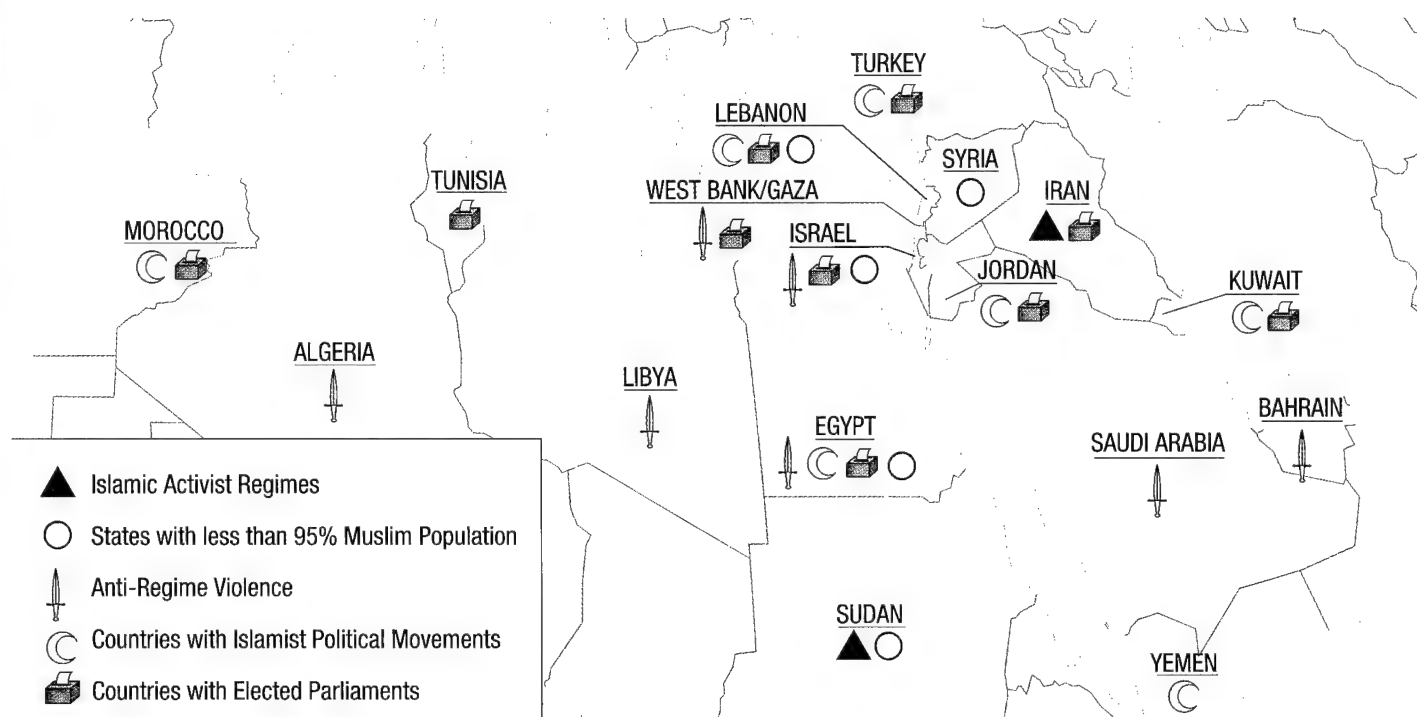 TURKEY
LEBANON
SYRIA
TUNISIA
WEST BANK/GAZA
IRAN
MOROCCO
ISRAEL
JORDAN
KUWAIT
ALGERIA
LIBYA
BAHRAIN
EGYPT
SAUDI ARABIA
Islamic Activist Regimes
States with less than 95% Muslim Population
Anti-Regime Violence
SUDAN
Countries with Islamist Political Movements
YEMEN
Countries with Elected Parliaments